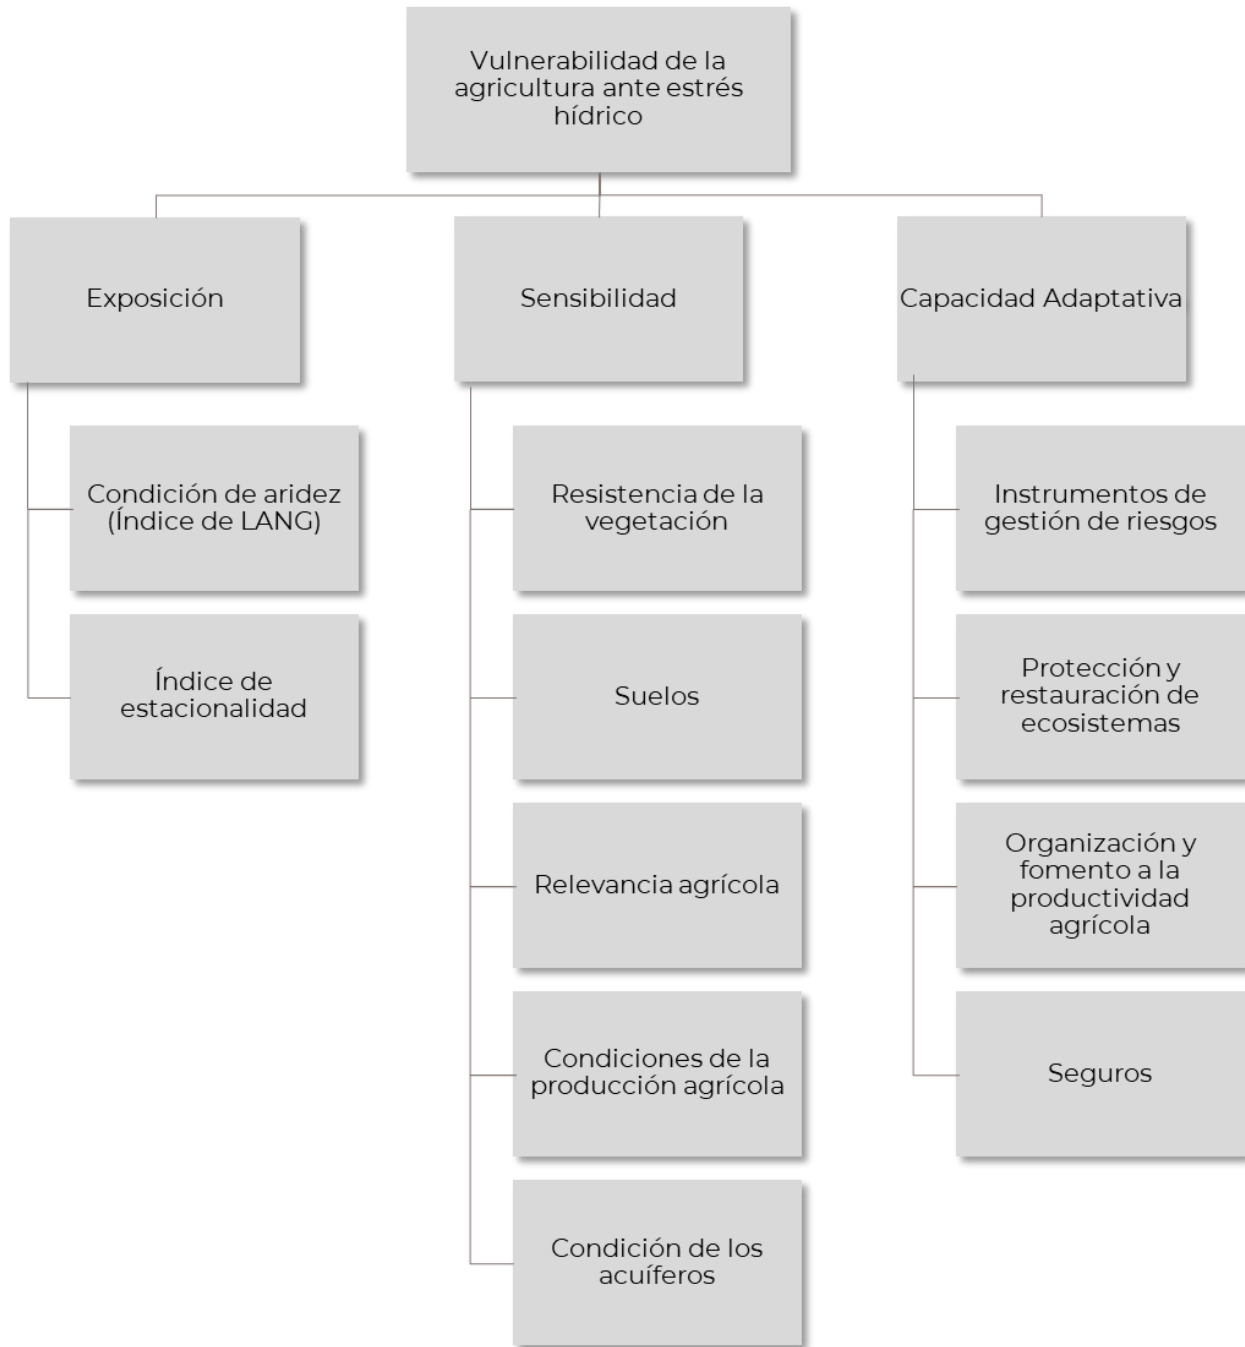 Vulnerabilidad de la
agricultura ante estrés
hídrico
Exposición
Sensibilidad
Capacidad Adaptativa
Condición de aridez
(Índice de LANG)
Índice de
estacionalidad
Resistencia de la
vegetación
Suelos
Relevancia agrícola
Condiciones de la
producción agrícola
Condición de los
acuíferos
Instrumentos de
gestión de riesgos
Protección y
restauración de
ecosistemas
Organización y
fomento a la
productividad
agrícola
Seguros